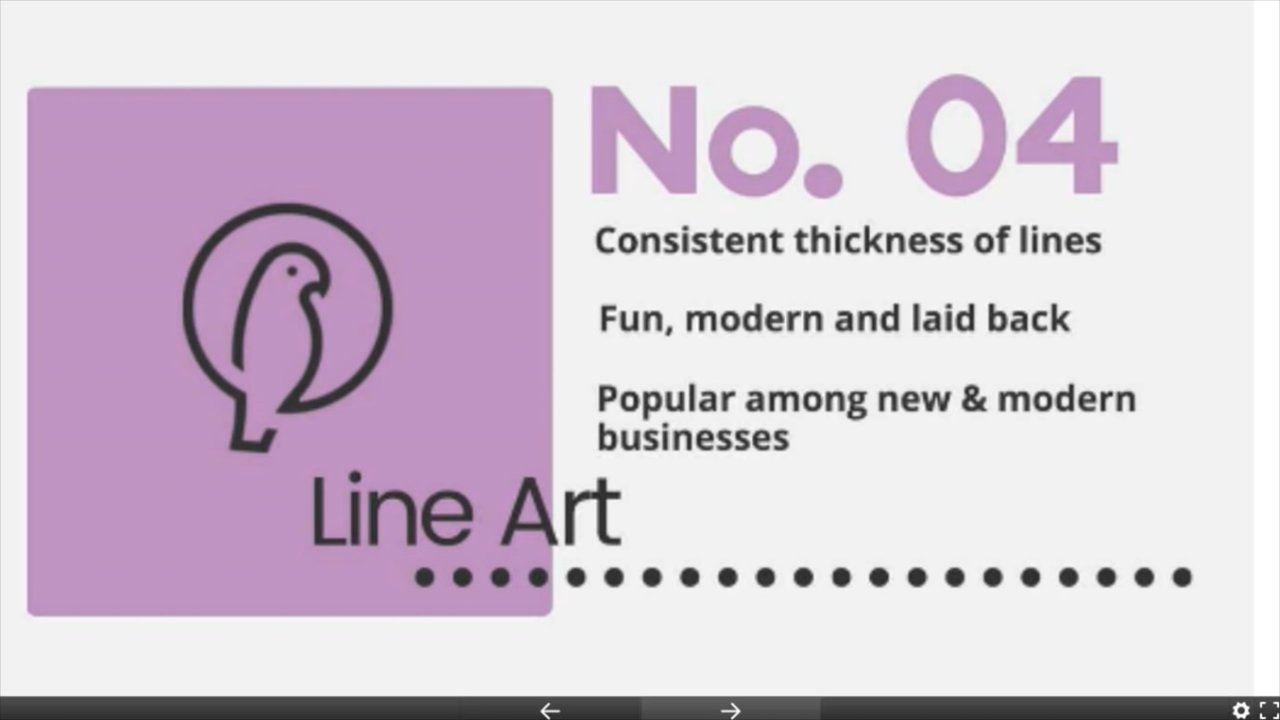 No. 04
Consistent thickness of lines
Fun, modern and laid back
Popular among new & modern
businesses
Line Art